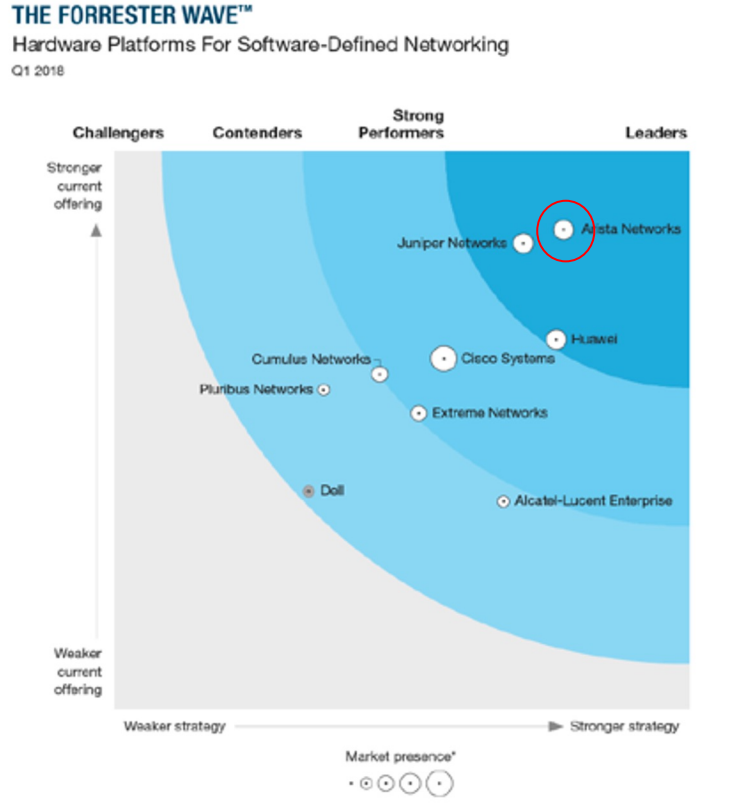 THE FORRESTER WAVE™
Hardware Platforms For Software-Defined Networking
Q1 2018
Challengers
Contenders
Strong
Performers
Leaders
Stronger
current
offering
Arista Networks
Juniper Networks
Huawei
Cumulus Networks
Cisco Systems
Pluribus Networks
Extreme Networks
Dell
Alcatel-Lucent Enterprise
Weaker
current
offering
Weaker strategy
Stronger strategy
Market presence*